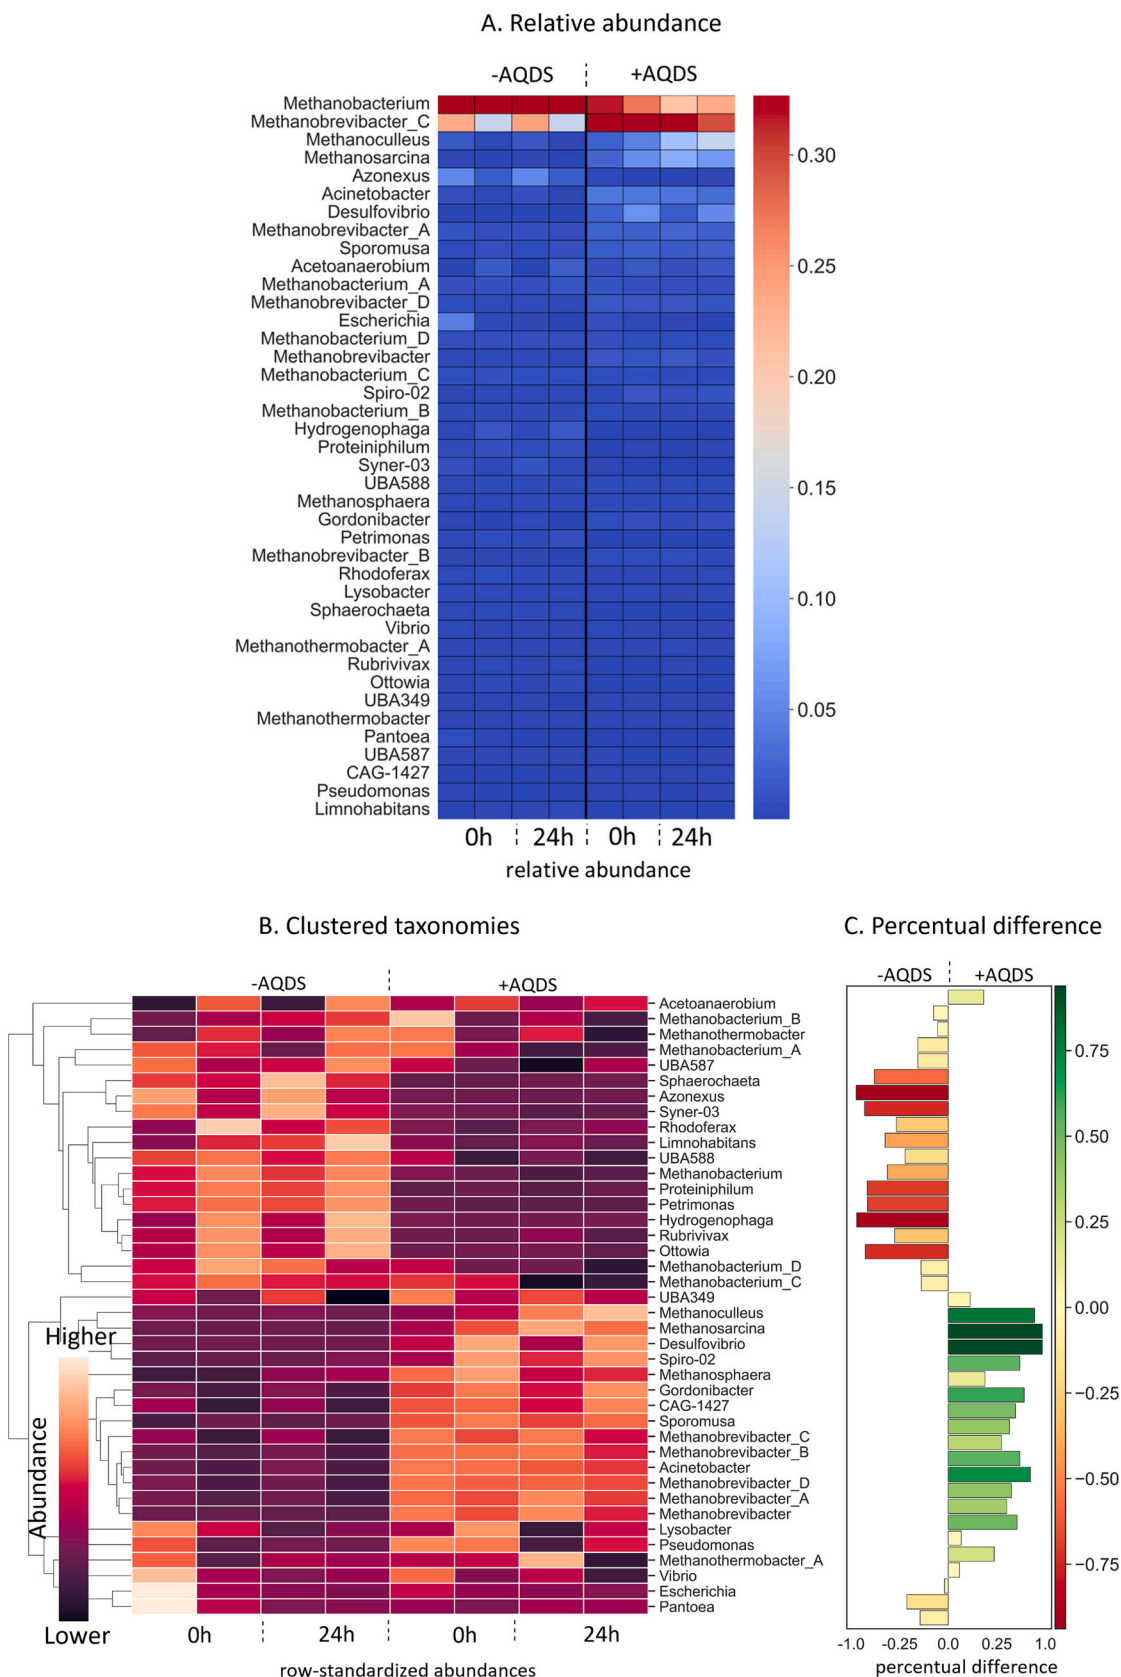 A. Relative abundance
-AQDS
+AQDS
Methanobacterium
Methanobrevibacter_C
Methanoculleus
Methanosarcina
Azonexus
Acinetobacter
Desulfovibrio
Methanobrevibacter_A
Sporomusa
Acetoanaerobium
Methanobacterium_A
Methanobrevibacter_D
Escherichia
Methanobacterium_D
Methanobrevibacter
Methanobacterium_C
Spiro-02
Methanobacterium_B
Hydrogenophaga
Proteiniphilum
Syner-03
UBA588
Methanosphaera
Gordonibacter
Petrimonas
Methanobrevibacter_B
Rhodoferax
Lysobacter
Sphaerochaeta
Vibrio
Methanothermobacter_A
Rubrivivax
Ottowia
UBA349
Methanothermobacter
Pantoea
UBA587
CAG-1427
Pseudomonas
Limnohabitans
0.30
0.25
0.20
0.15
0.10
0.05
0h 24h 0h 24h
relative abundance
B. Clustered taxonomies
-AQDS
+AQDS
Acetoanaerobium
Methanobacterium_B
Methanothermobacter
Methanobacterium_A
UBA587
Sphaerochaeta
Azonexus
Syner-03
Rhodoferax
Limnohabitans
UBA588
Methanobacterium
Proteiniphilum
Petrimonas
Hydrogenophaga
Rubrivivax
Ottowia
Methanobacterium_D
Methanobacterium_C
UBA349
Methanoculleus
Methanosarcina
Desulfovibrio
Spiro-02
Methanosphaera
Gordonibacter
CAG-1427
Sporomusa
Methanobrevibacter_C
Methanobrevibacter_B
Acinetobacter
Methanobrevibacter_D
Methanobrevibacter_A
Methanobrevibacter
Lysobacter
Pseudomonas
Methanothermobacter_A
Vibrio
Escherichia
Pantoea
Higher
Abundance
Lower
0h 24h 0h 24h
row-standardized abundances
C. Percentual difference
-AQDS
+AQDS
0.75
0.50
0.25
0.00
−0.25
−0.50
−0.75
-1.0 -0.25 0.0 0.25 1.0
percentual difference